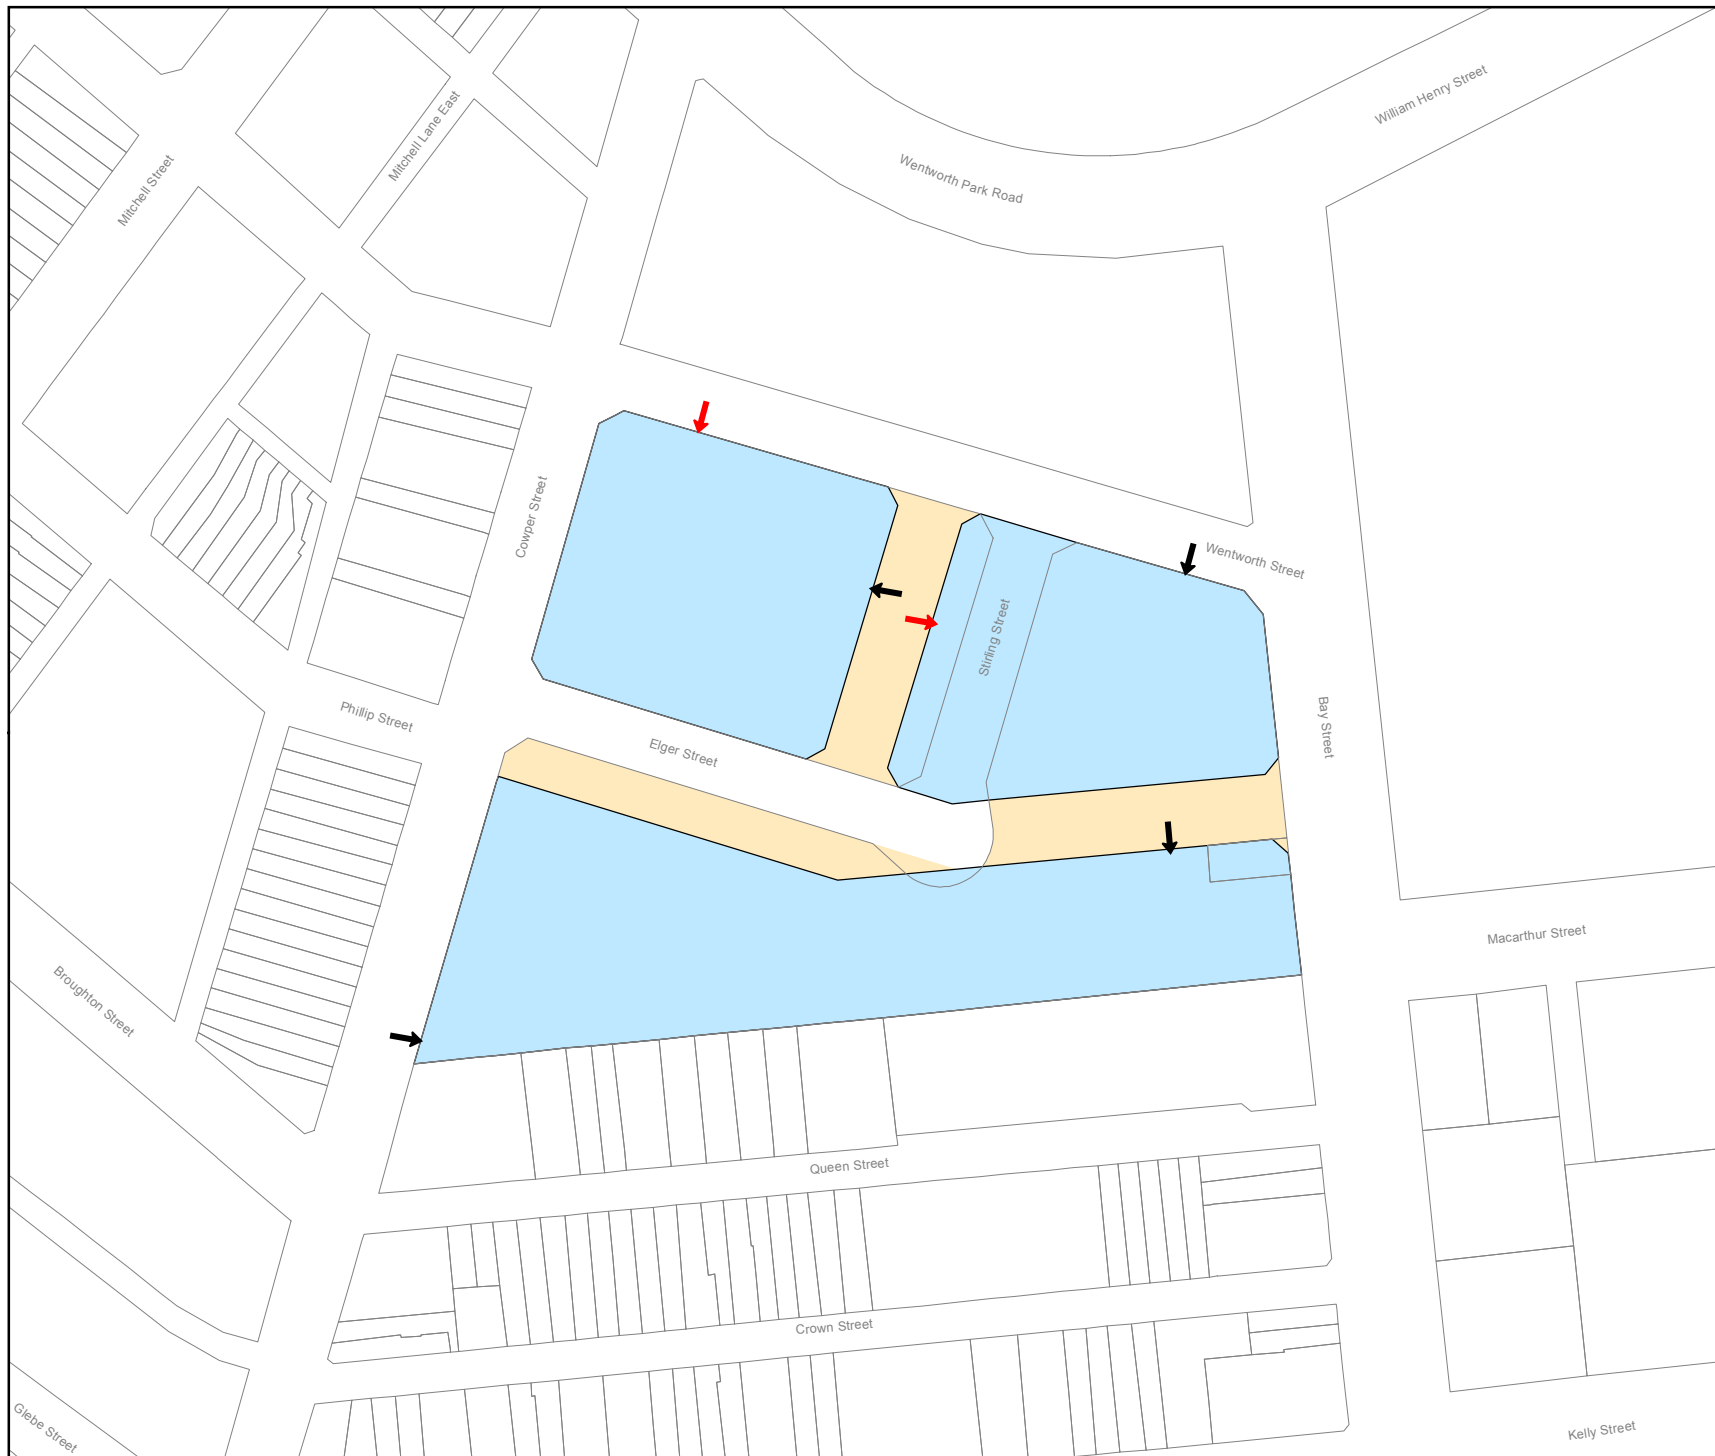 William Henry Street
Mitchell Lane East
Mitchell Street
Wentworth Park Road
Cowper Street
Wentworth Street
Stirling Street
Phillip Street
Elger Street
Bay Street
Macarthur Street
Broughton Street
Queen Street
Crown Street
Glebe Street
Kelly Street